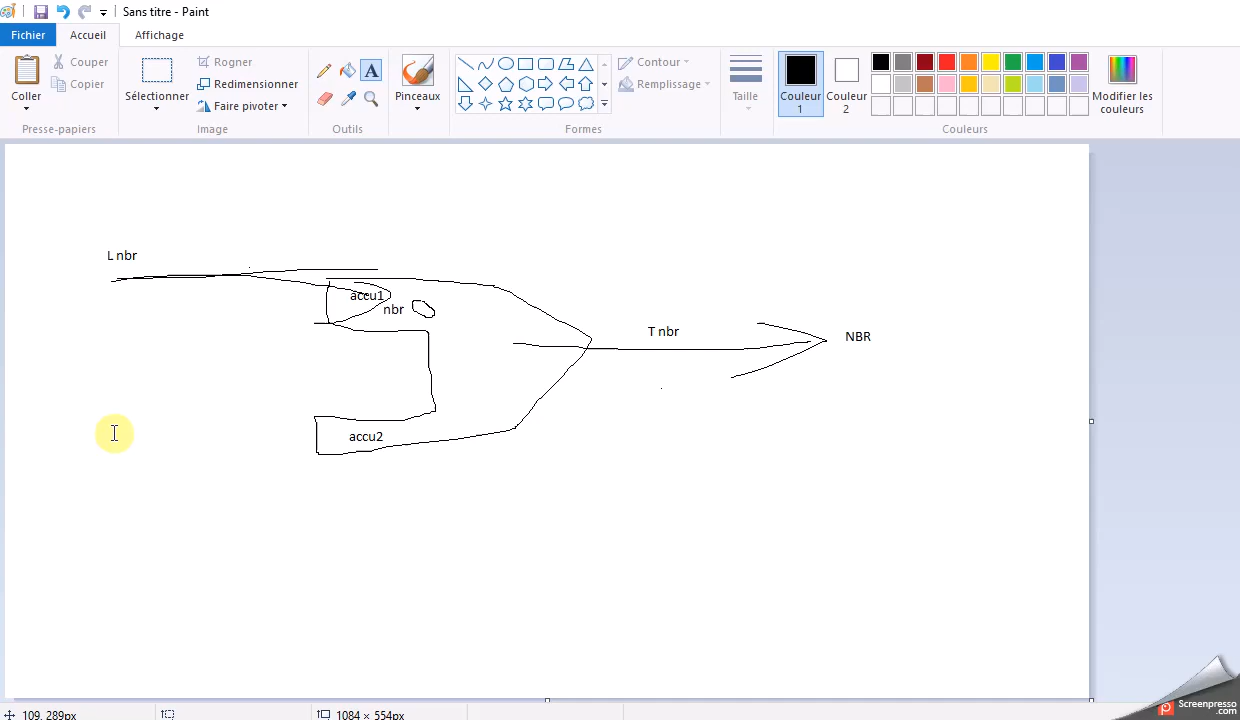 Sans titre - Paint
Fichier Accueil Affichage
Coller
Couper
Copier
Presse-papiers
Sélectionner
Rogner
Redimensionner
Faire pivoter
Image
A
Outils
Pinceaux
Contour
Remplissage
Formes
Taille
Couleur 1
Couleur 2
Modifier les couleurs
Couleurs
L nbr
accu1
nbr
T nbr
NBR
accu2
109, 289px
1084 × 554px
Screenpresso
.com